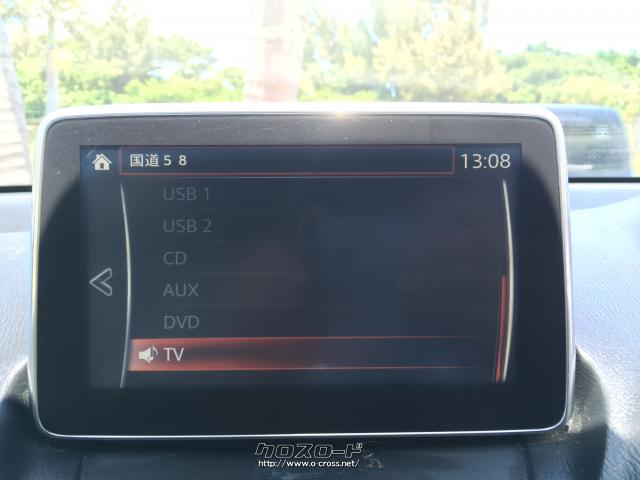 国道５８
13:08
USB 1
USB 2
CD
AUX
DVD
TV
クロスロード
http://www.o-cross.net/